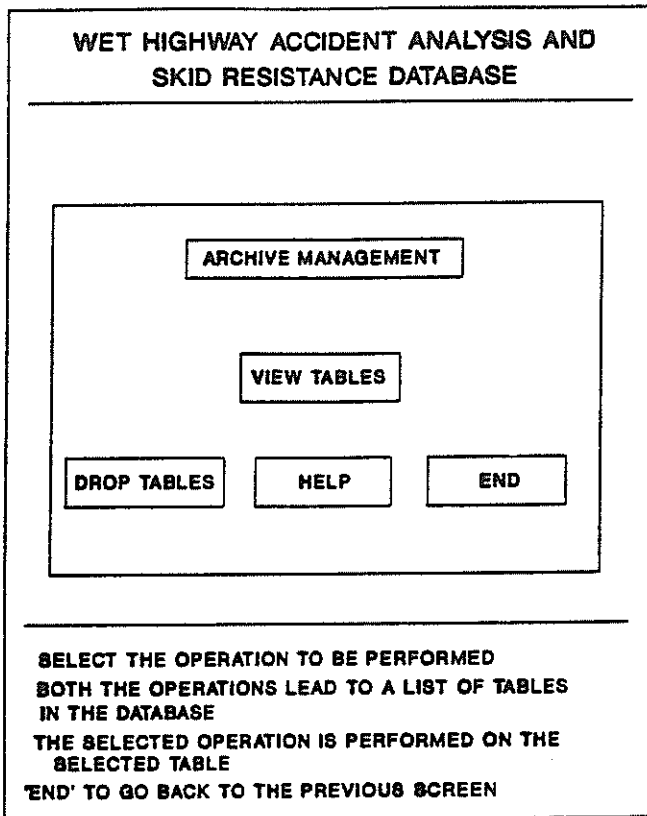 WET HIGHWAY ACCIDENT ANALYSIS AND
SKID RESISTANCE DATABASE
ARCHIVE MANAGEMENT
VIEW TABLES
DROP TABLES HELP END
SELECT THE OPERATION TO BE PERFORMED
BOTH THE OPERATIONS LEAD TO A LIST OF TABLES
IN THE DATABASE
THE SELECTED OPERATION IS PERFORMED ON THE
SELECTED TABLE
'END' TO GO BACK TO THE PREVIOUS SCREEN